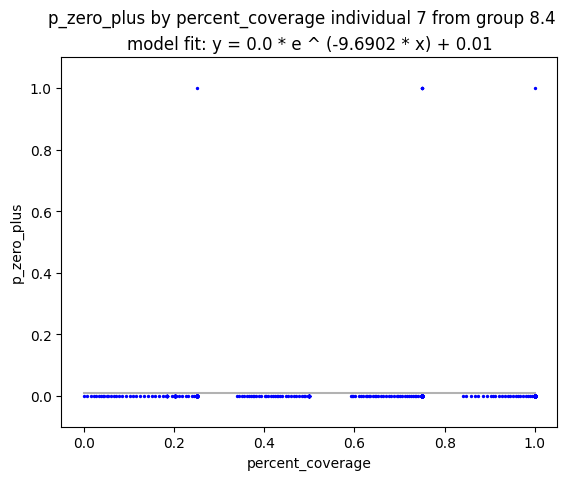 p_zero_plus by percent_coverage individual 7 from group 8.4
model fit: y = 0.0 * e ^ (-9.6902 * x) + 0.01
1.0
0.8
0.6
0.4
0.2
0.0
p_zero_plus
0.0 0.2 0.4 0.6 0.8 1.0
percent_coverage